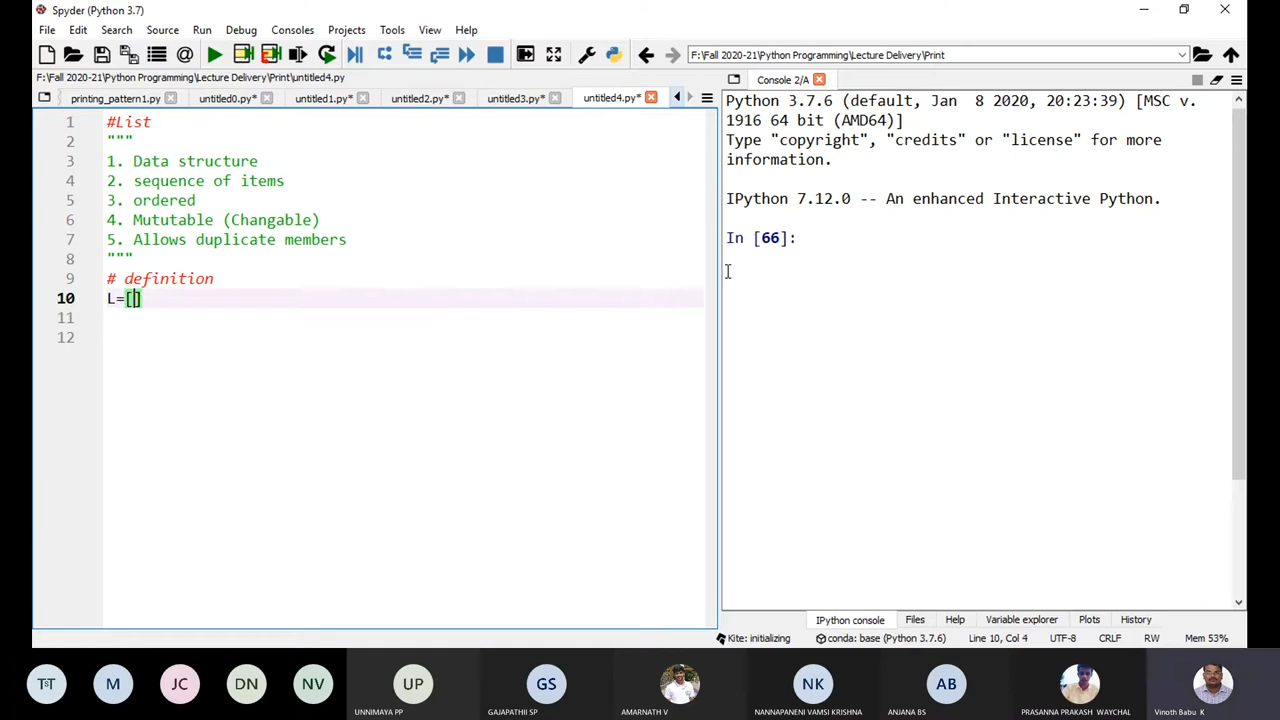 Spyder (Python 3.7)
File Edit Search Source Run Debug Consoles Projects Tools View Help
F:\Fall 2020-21\Python Programming\Lecture Delivery\Print
F:\Fall 2020-21\Python Programming\Lecture Delivery\Print\untitled4.py
printing_pattern1.py untitled0.py* untitled1.py* untitled2.py* untitled3.py* untitled4.py*
1 #List
2 """
3 1. Data structure
4 2. sequence of items
5 3. ordered
6 4. Mututable (Changable)
7 5. Allows duplicate members
8 """
9 # definition
10 L=[]
11
12
Console 2/A
Python 3.7.6 (default, Jan 8 2020, 20:23:39) [MSC v.
1916 64 bit (AMD64)]
Type "copyright", "credits" or "license" for more
information.
IPython 7.12.0 -- An enhanced Interactive Python.
In [66]:
IPython console Files Help Variable explorer Plots History
Kite: initializing conda: base (Python 3.7.6) Line 10, Col 4 UTF-8 CRLF RW Mem 53%
M JC DN NV UP GS NK AB
UNNIMAYA PP GAJAPATHI SP AMARNATH V NANNAPANENI VAMSI KRISHNA ANJANA BS PRASANNA PRAKASH WAYCHAL Vinoth Babu K